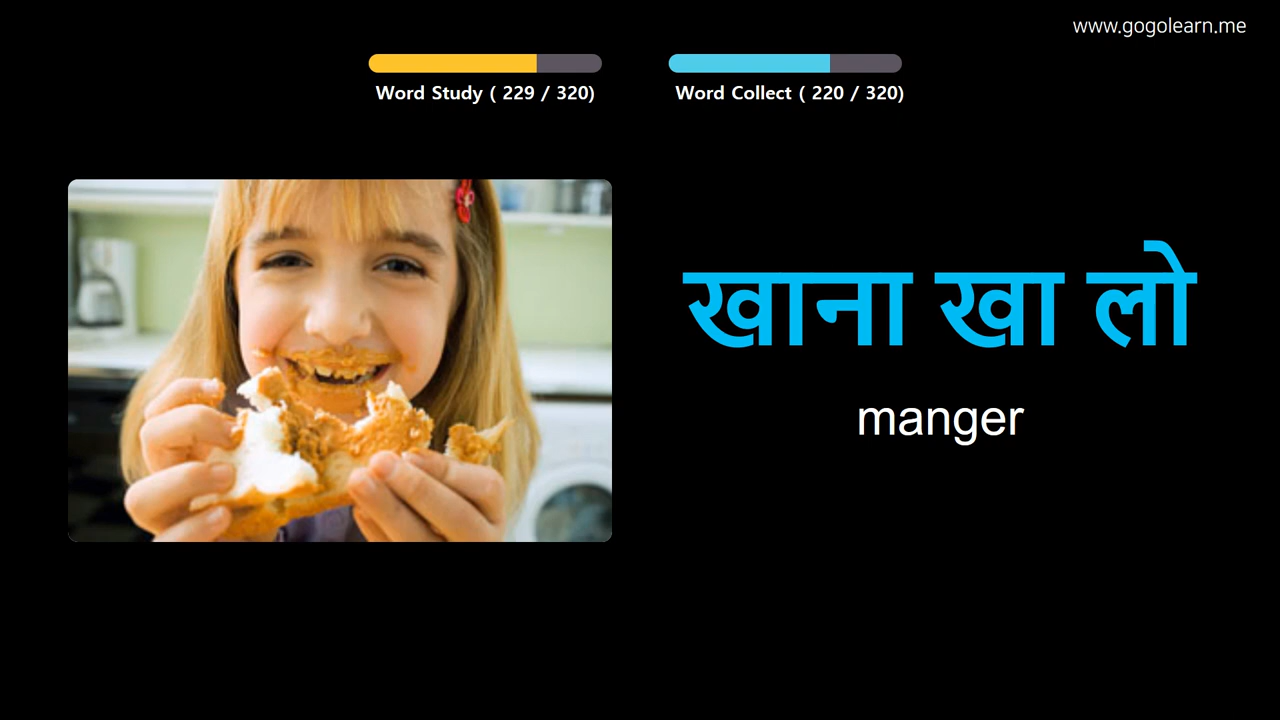 www.gogolearn.me
Word Study ( 229 / 320)
Word Collect ( 220 / 320)
खाना खा लो
manger